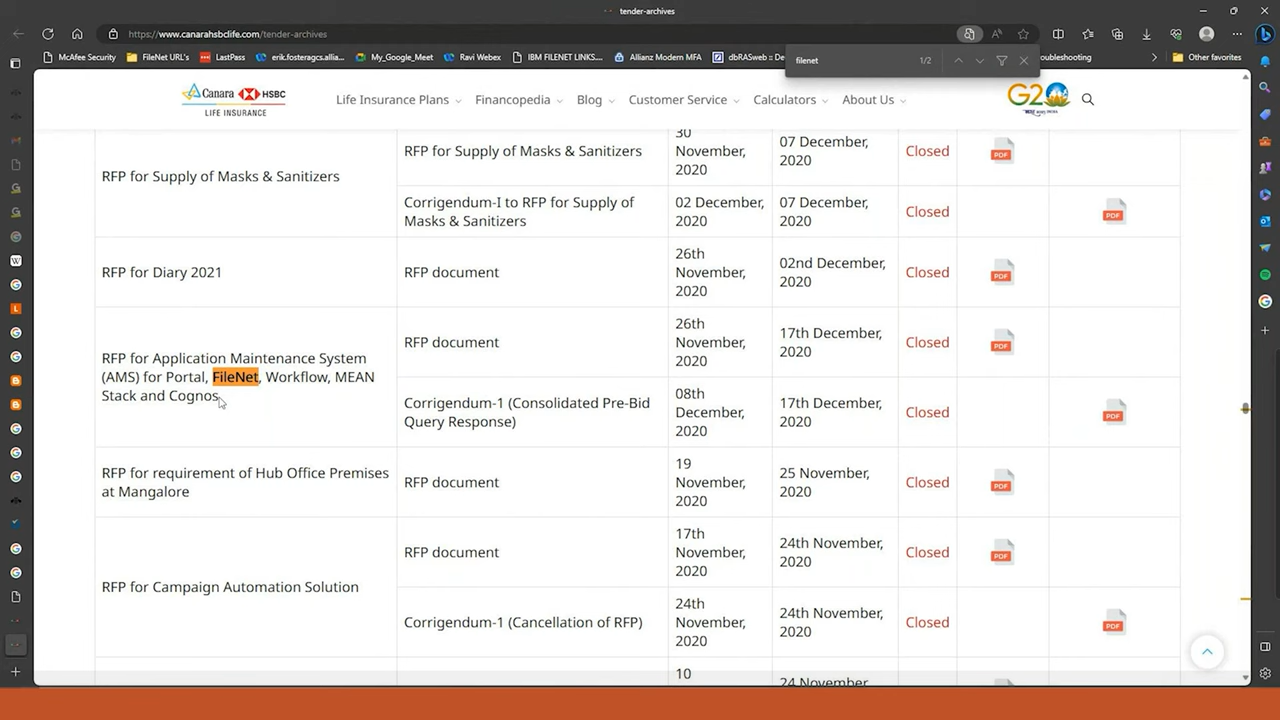 tender-archives
https://www.canarahsbclife.com/tender-archives
McAfee Security
FileNet URL's
LastPass
erik.fosteragcs.allia...
My_Google_Meet
Ravi Webex
IBM FILENET LINKS....
Allianz Modern MFA
dbRASweb :: De
oubleshooting
Other favorites
filenet
1/2
Canara HSBC
LIFE INSURANCE
Life Insurance Plans
Financopedia
Blog
Customer Service
Calculators
About Us
G20
RFP for Supply of Masks & Sanitizers
RFP for Supply of Masks & Sanitizers
30
November,
2020
07 December,
2020
Closed
PDF
Corrigendum-I to RFP for Supply of
Masks & Sanitizers
02 December,
2020
07 December,
2020
Closed
PDF
RFP for Diary 2021
RFP document
26th
November,
2020
02nd December,
2020
Closed
PDF
RFP for Application Maintenance System
(AMS) for Portal, FileNet, Workflow, MEAN
Stack and Cognos
RFP document
26th
November,
2020
17th December,
2020
Closed
PDF
Corrigendum-1 (Consolidated Pre-Bid
Query Response)
08th
December,
2020
17th December,
2020
Closed
PDF
RFP for requirement of Hub Office Premises
at Mangalore
RFP document
19
November,
2020
25 November,
2020
Closed
PDF
RFP for Campaign Automation Solution
RFP document
17th
November,
2020
24th November,
2020
Closed
PDF
Corrigendum-1 (Cancellation of RFP)
24th
November,
2020
24th November,
2020
Closed
PDF
10
24 November,